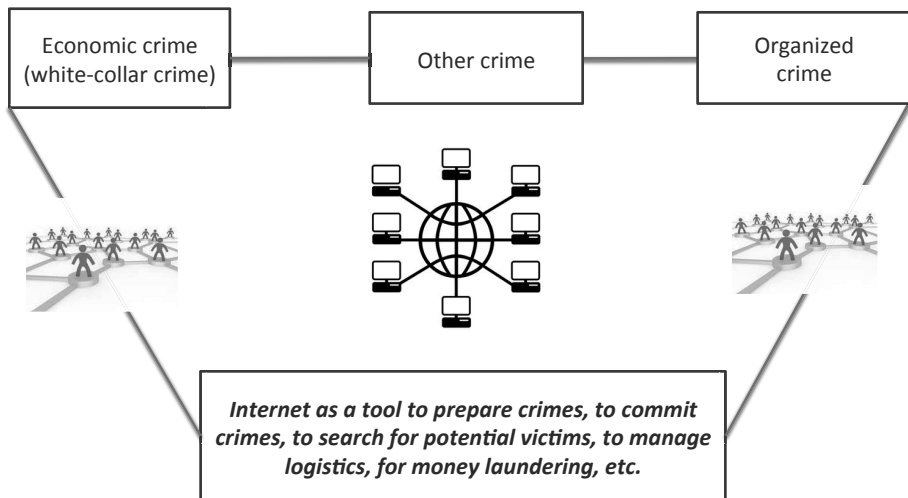 Economic crime
(white-collar crime)
Other crime
Organized
crime
Internet as a tool to prepare crimes, to commit
crimes, to search for potential victims, to manage
logistics, for money laundering, etc.